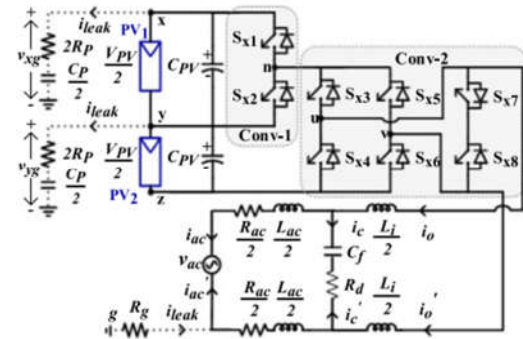 + i_leak PV₁ x
v_xg 2R_P V_PV/2 C_PV + S_x1
C_P/2 n Conv-2
- i_leak S_x2 S_x3 S_x5 S_x7
+ y u
v_yg 2R_P V_PV/2 C_PV + Conv-1 v
C_P/2 S_x4 S_x6 S_x8
- PV₂ z
i_ac R_ac/2 L_ac/2 i_c L_i/2 i_o
v_ac C_f
i_ac' R_ac/2 L_ac/2 R_d L_i/2
g R_g i_leak i_c' i_o'